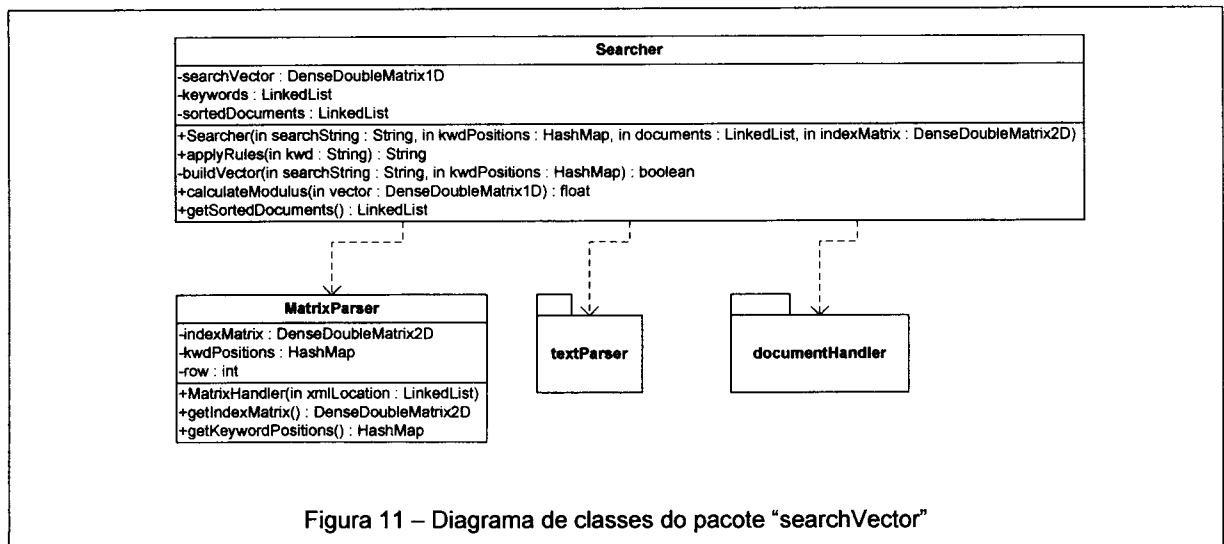 Searcher
-searchVector : DenseDoubleMatrix1D
-keywords : LinkedList
-sortedDocuments : LinkedList
+Searcher(in searchString : String, in kwdPositions : HashMap, in documents : LinkedList, in indexMatrix : DenseDoubleMatrix2D)
+applyRules(in kwd : String) : String
-buildVector(in searchString : String, in kwdPositions : HashMap) : boolean
+calculateModulus(in vector : DenseDoubleMatrix1D) : float
+getSortedDocuments() : LinkedList
MatrixParser
-indexMatrix : DenseDoubleMatrix2D
-kwdPositions : HashMap
-row : int
+MatrixHandler(in xmlLocation : LinkedList)
+getIndexMatrix() : DenseDoubleMatrix2D
+getKeywordPositions() : HashMap
textParser
documentHandler
Figura 11 – Diagrama de classes do pacote “searchVector”